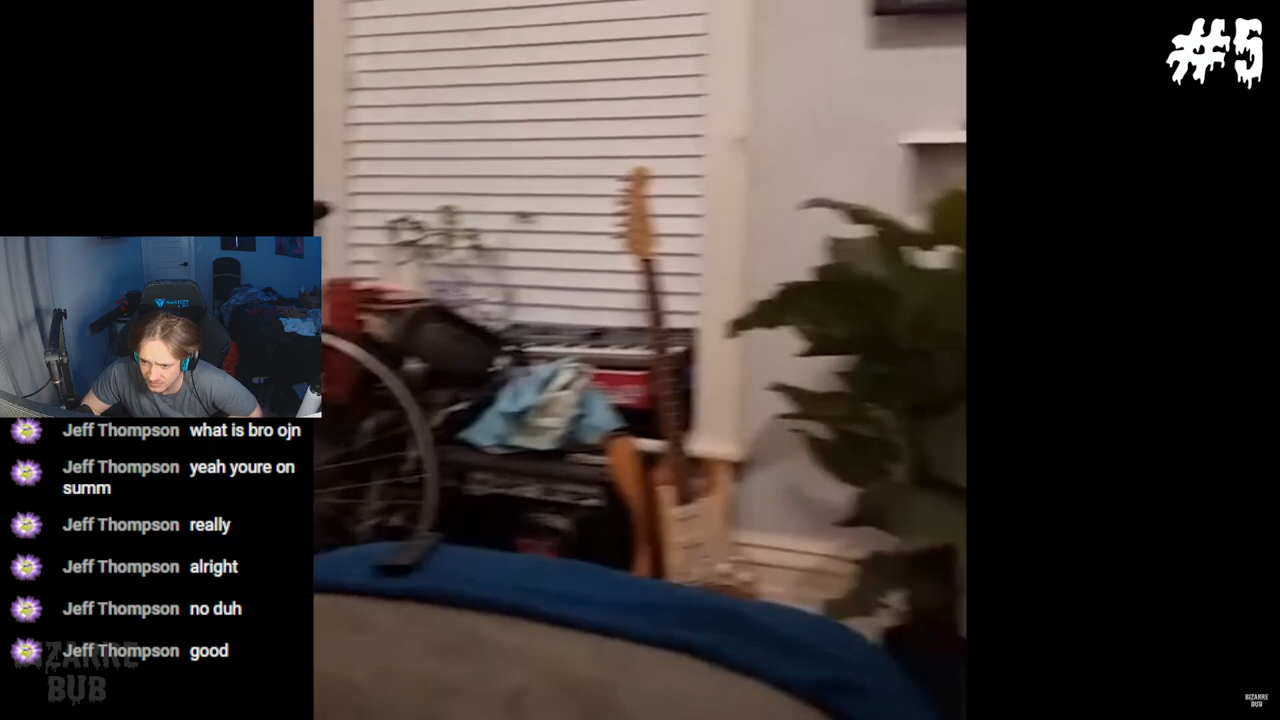 #5
Jeff Thompson what is bro ojn
Jeff Thompson yeah youre on
summ
Jeff Thompson really
Jeff Thompson alright
Jeff Thompson no duh
Jeff Thompson good
BIZARRE
BUB
BIZARRE
BUB